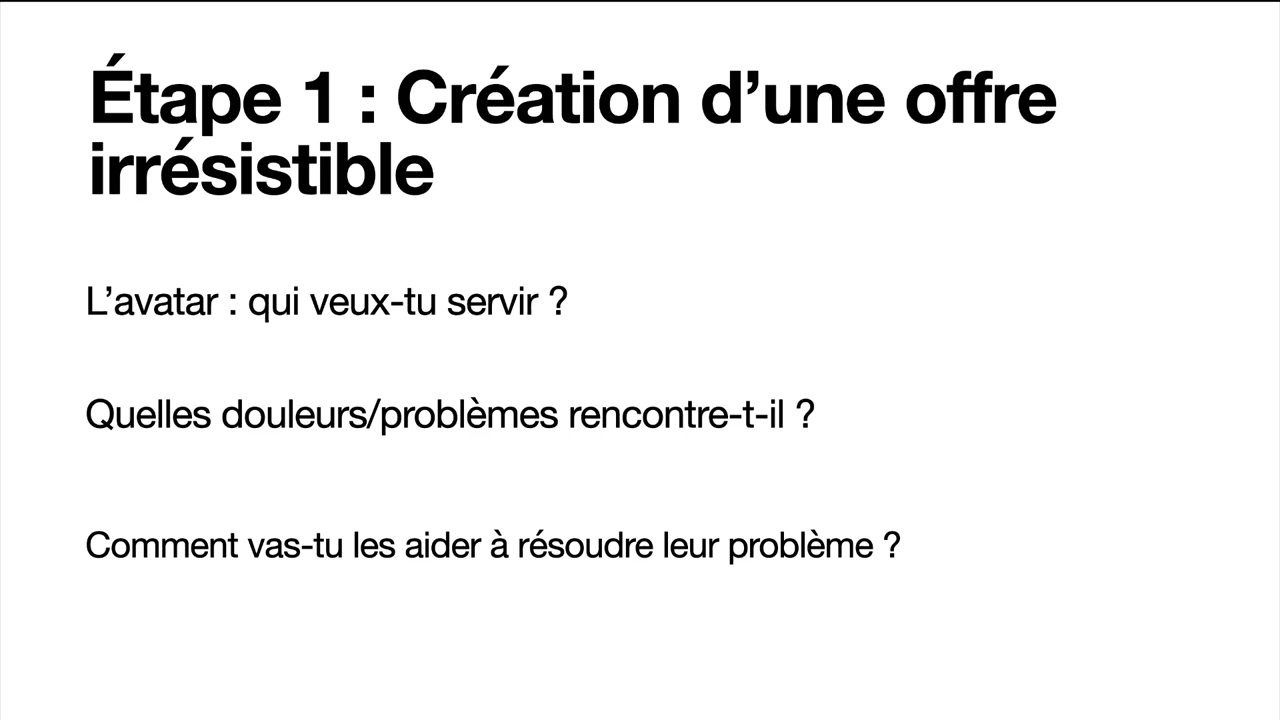 Étape 1 : Création d’une offre
irrésistible
L’avatar : qui veux-tu servir ?
Quelles douleurs/problèmes rencontre-t-il ?
Comment vas-tu les aider à résoudre leur problème ?